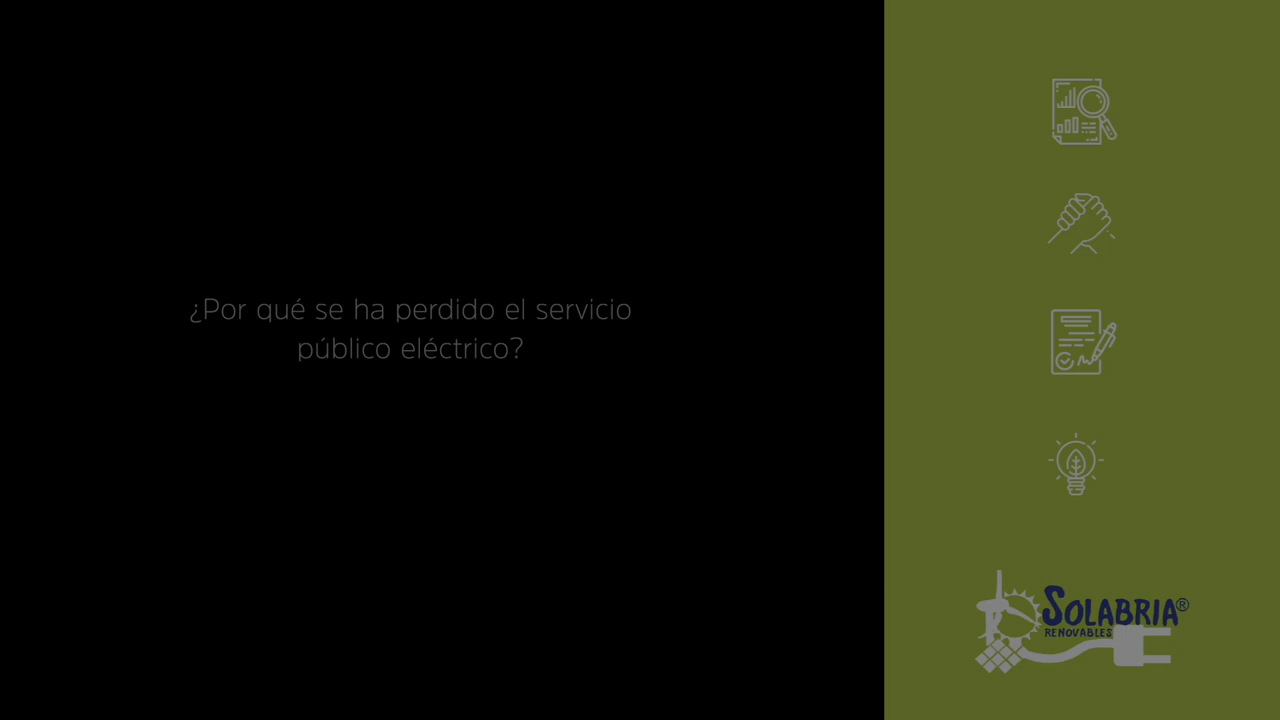 ¿Por qué se ha perdido el servicio
público eléctrico?
SOLABRIA®
RENOVABLES